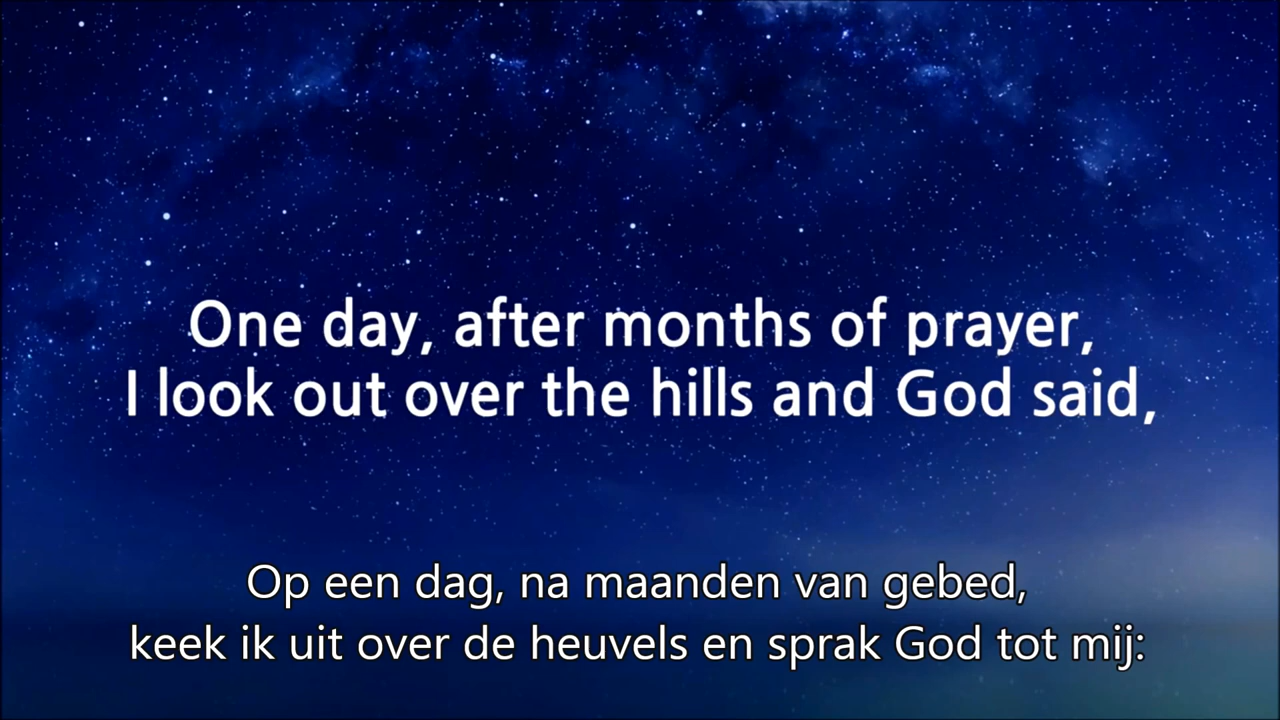 One day, after months of prayer,
I look out over the hills and God said,
Op een dag, na maanden van gebed,
keek ik uit over de heuvels en sprak God tot mij: